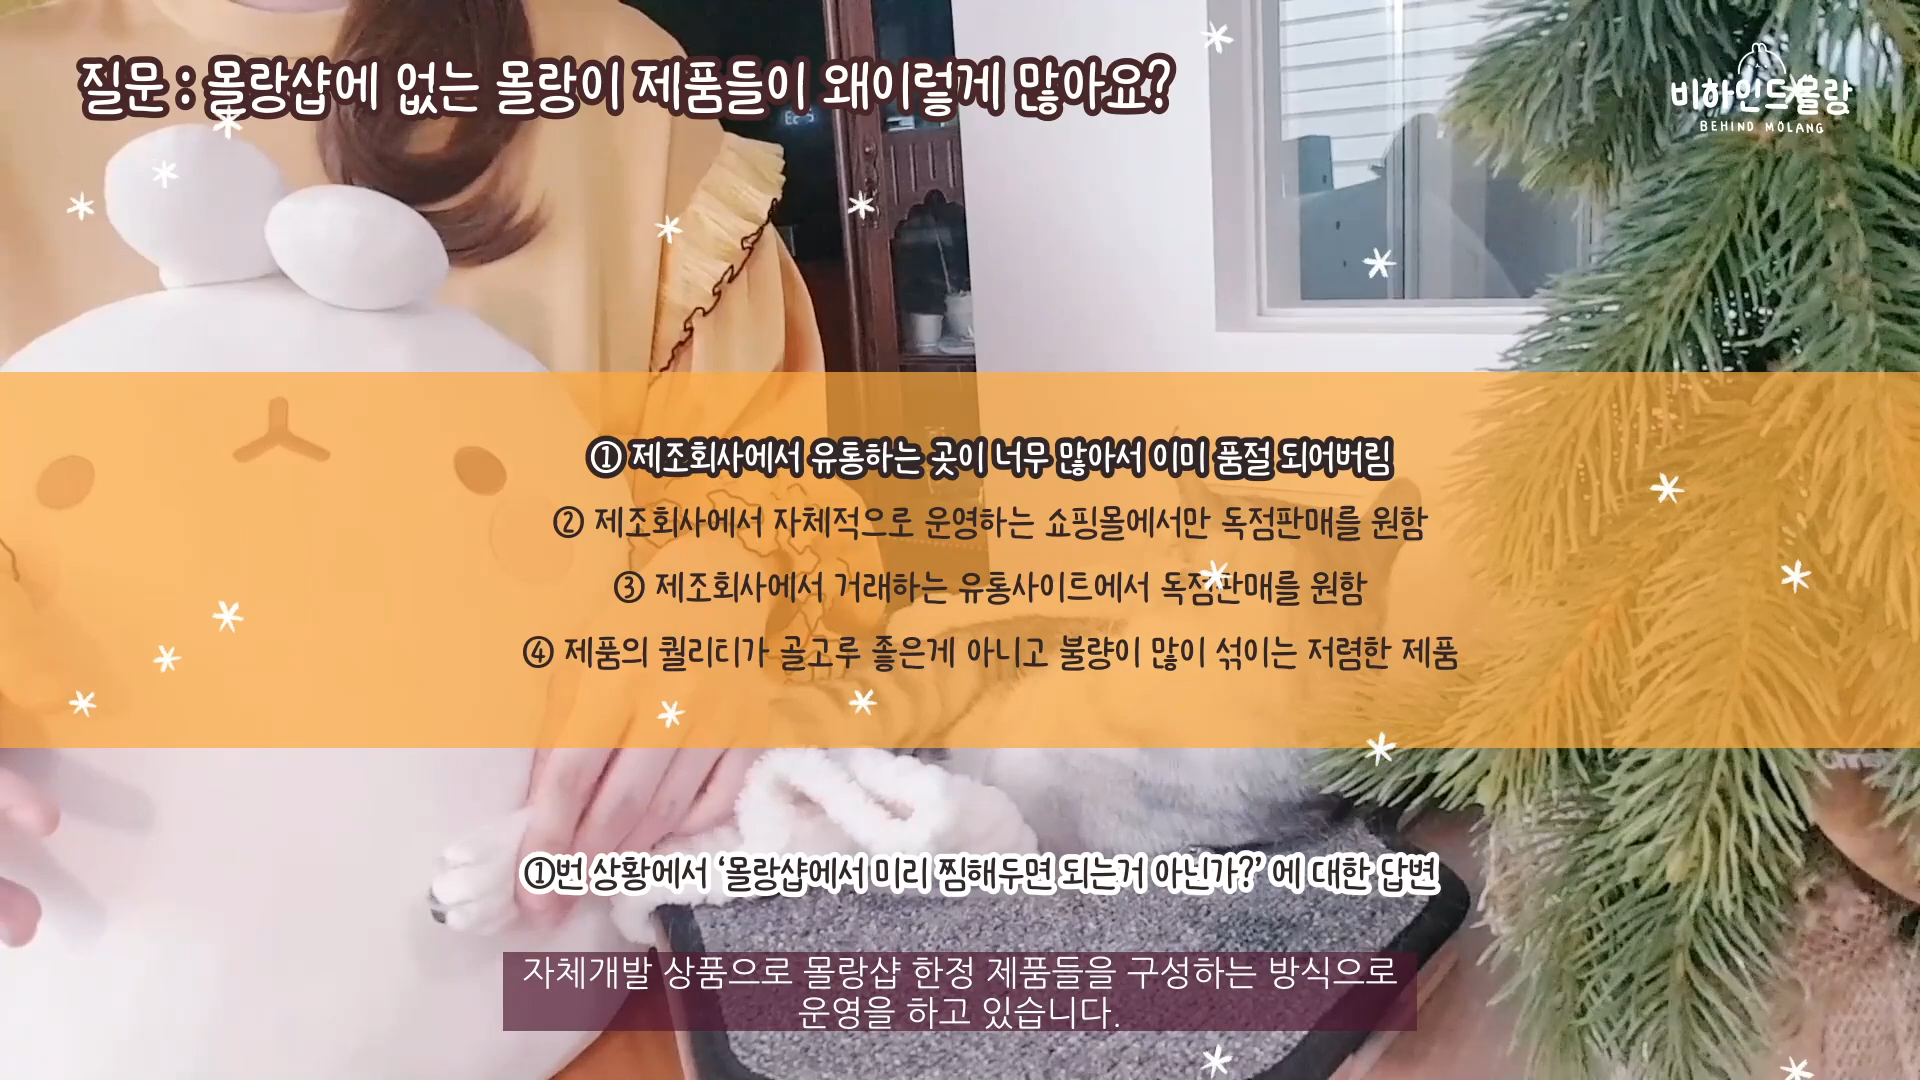 질문 : 몰랑샵에 없는 몰랑이 제품들이 왜이렇게 많아요?
비하인드몰랑
BEHIND MOLANG
① 제조회사에서 유통하는 곳이 너무 많아서 이미 품절 되어버림
② 제조회사에서 자체적으로 운영하는 쇼핑몰에서만 독점판매를 원함
③ 제조회사에서 거래하는 유통사이트에서 독점판매를 원함
④ 제품의 퀄리티가 골고루 좋은게 아니고 불량이 많이 섞이는 저렴한 제품
①번 상황에서 ‘몰랑샵에서 미리 찜해두면 되는거 아닌가?’ 에 대한 답변
자체개발 상품으로 몰랑샵 한정 제품들을 구성하는 방식으로
운영을 하고 있습니다.